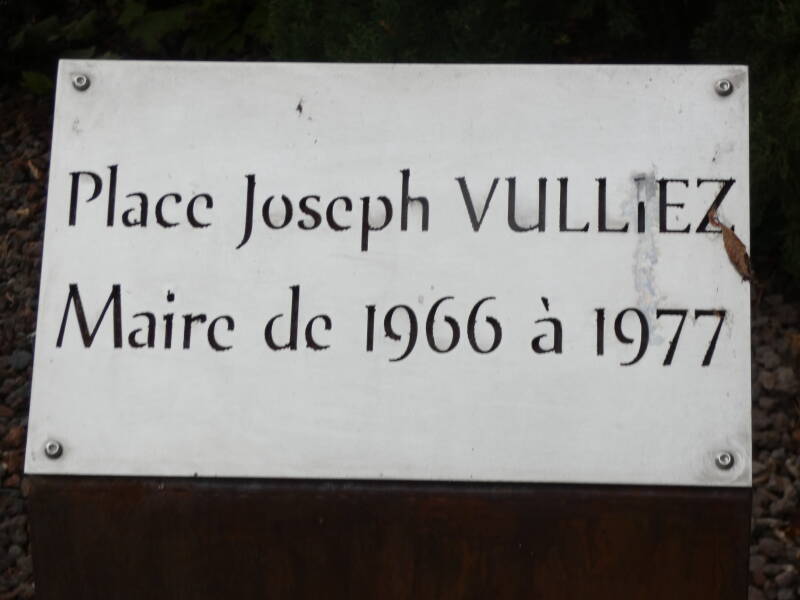 Place Joseph VULLIEZ
Maire de 1966 à 1977